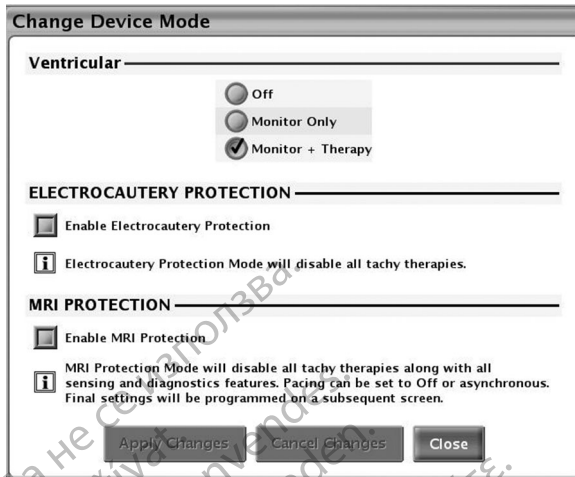 Change Device Mode
Ventricular
Off
Monitor Only
Monitor + Therapy
ELECTROCAUTERY PROTECTION
Enable Electrocautery Protection
i Electrocautery Protection Mode will disable all tachy therapies.
MRI PROTECTION
Enable MRI Protection
i MRI Protection Mode will disable all tachy therapies along with all
sensing and diagnostics features. Pacing can be set to Off or asynchronous.
Final settings will be programmed on a subsequent screen.
Apply Changes Cancel Changes Close
не се използва.